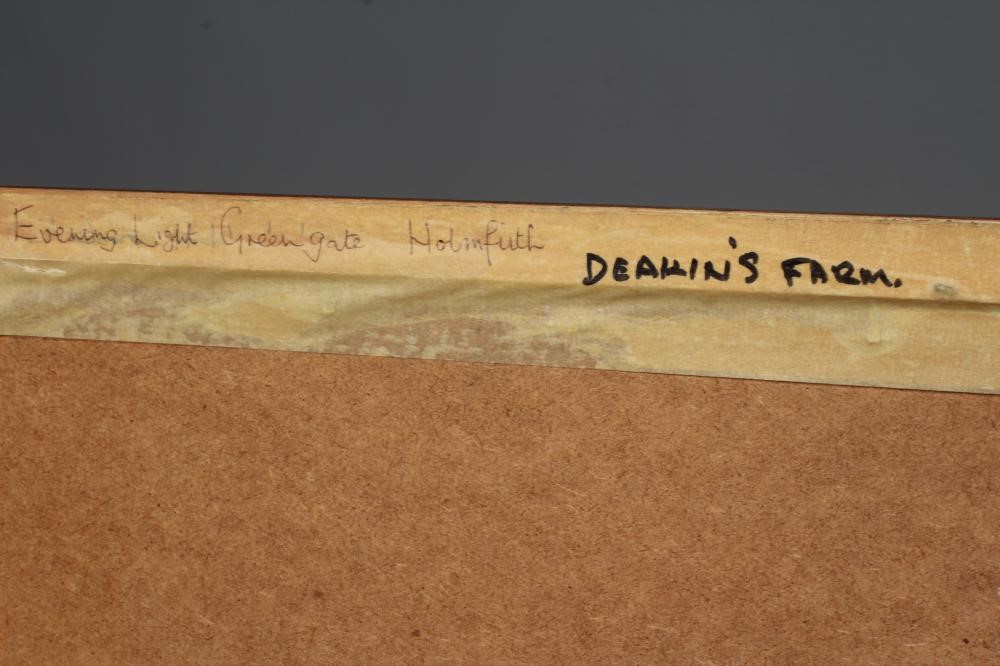 Evening Light 'Green'gate Holmfirth
DEAKIN'S FARM.